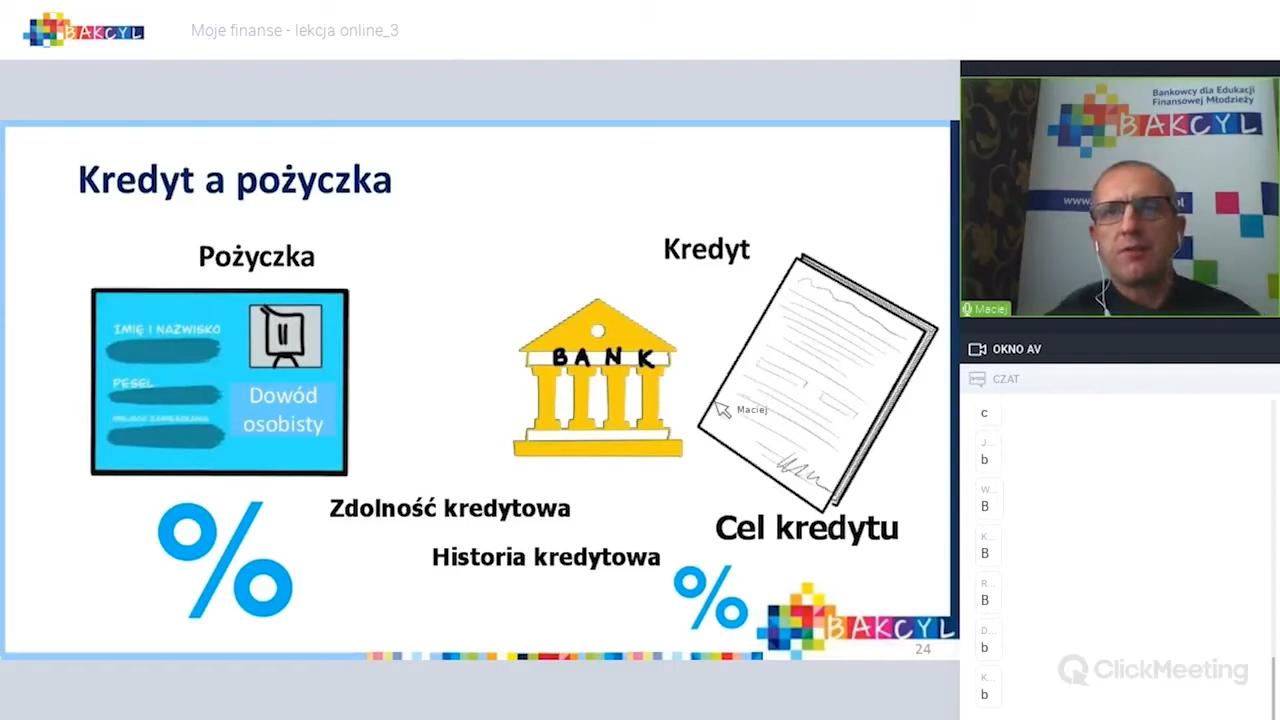 BAKCYL
Moje finanse - lekcja online_3
Kredyt a pożyczka
Pożyczka
Kredyt
IMIĘ I NAZWISKO
PESEL
MIEJSCE ZAMIESZKANIA
Dowód
osobisty
BANK
Maciej
%
Zdolność kredytowa
Historia kredytowa
Cel kredytu
%
BAKCYL
24
Bankowcy dla Edukacji
Finansowej Młodzieży
BAKCYL
www.
Maciej
OKNO AV
CZAT
c
J...
b
W...
B
K...
B
R...
B
D...
b
K...
b
ClickMeeting